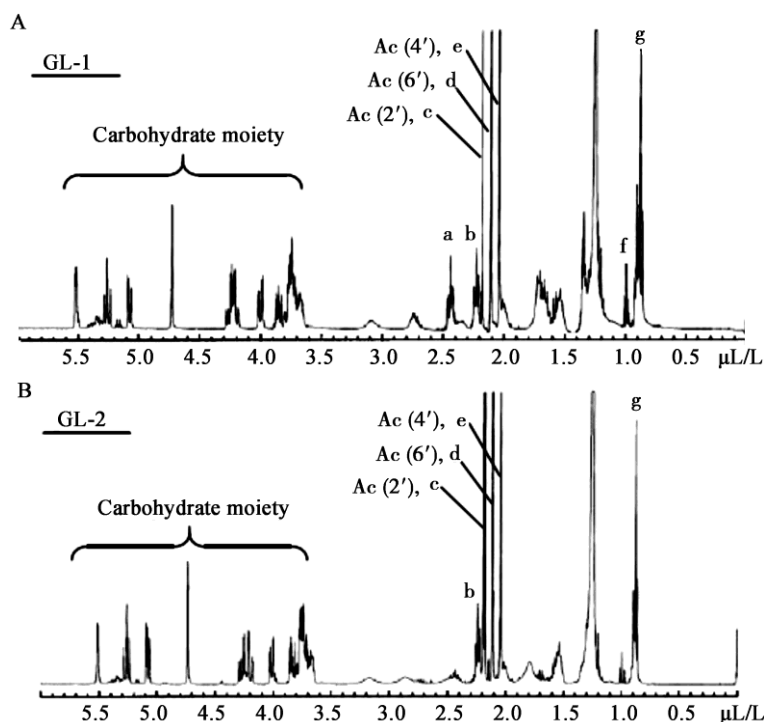 A
GL-1
Carbohydrate moiety
Ac (4′), e
Ac (6′), d
Ac (2′), c
a
b
f
g
5.5 5.0 4.5 4.0 3.5 3.0 2.5 2.0 1.5 1.0 0.5 μL/L
B
GL-2
Carbohydrate moiety
Ac (4′), e
Ac (6′), d
Ac (2′), c
b
g
5.5 5.0 4.5 4.0 3.5 3.0 2.5 2.0 1.5 1.0 0.5 μL/L